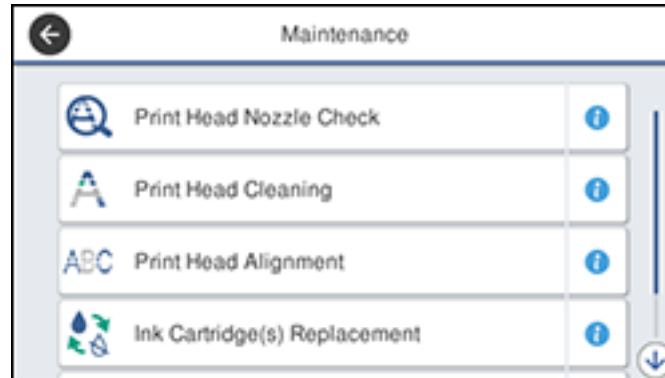 Maintenance
Print Head Nozzle Check
Print Head Cleaning
ABC Print Head Alignment
Ink Cartridge(s) Replacement